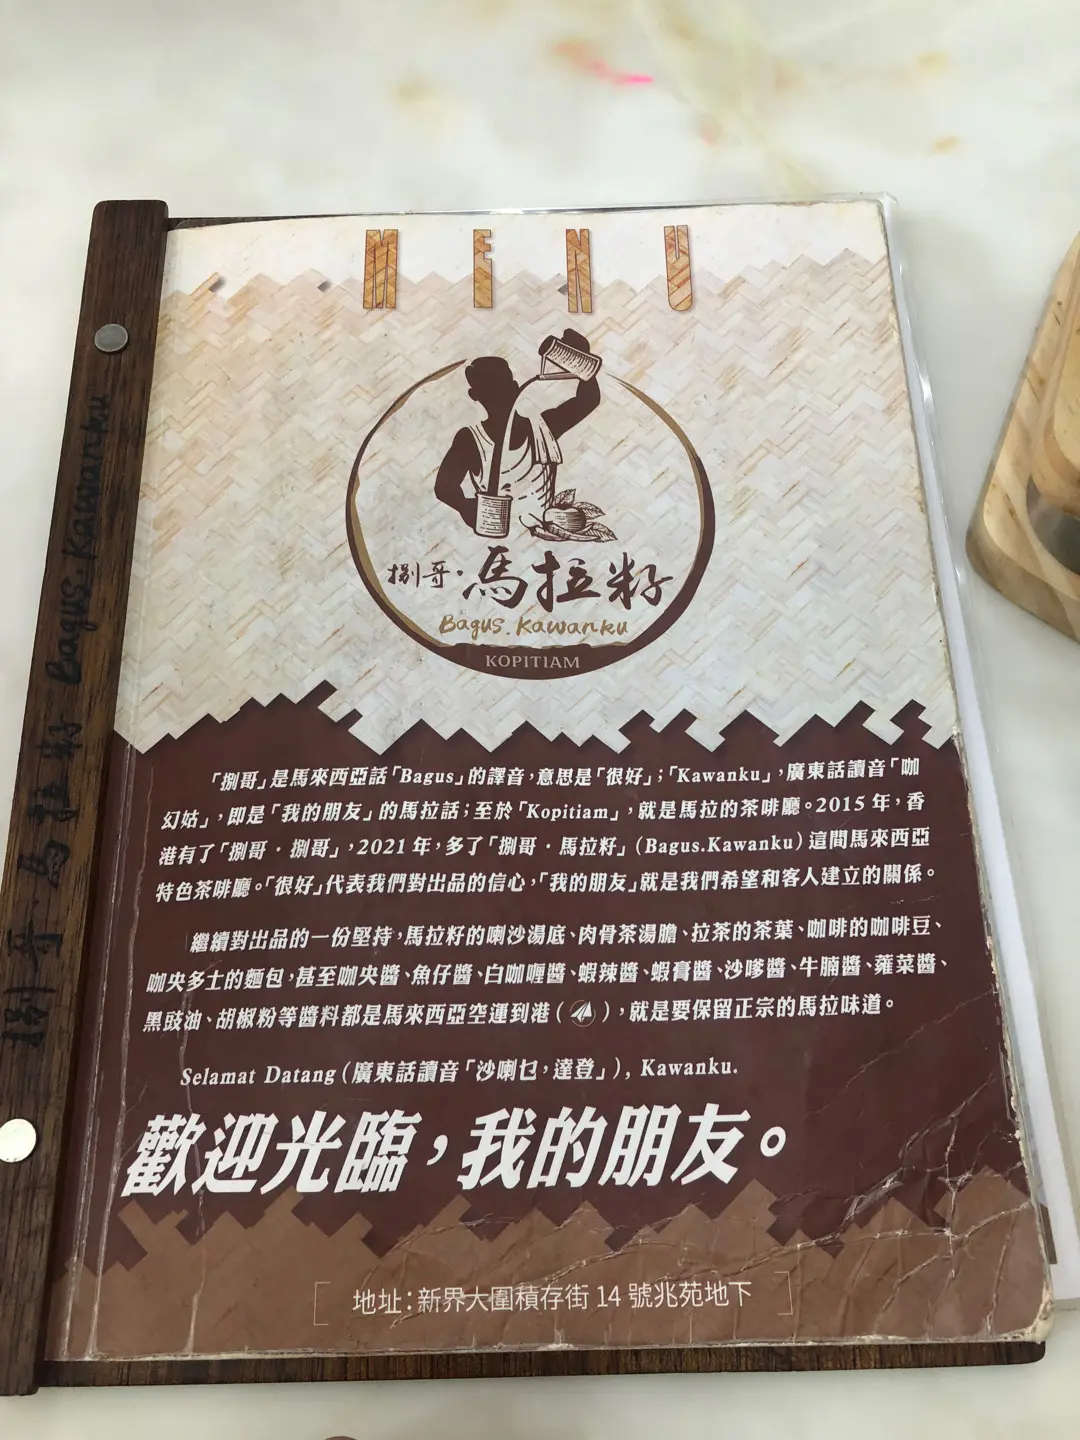 MENU
捌哥·馬拉籽
Bagus.Kawanku
KOPITIAM
捌哥·馬拉籽 Bagus.Kawanku
「捌哥」是馬來西亞話「Bagus」的譯音，意思是「很好」；「Kawanku」，廣東話讀音「咖
幻姑」，即是「我的朋友」的馬拉話；至於「Kopitiam」，就是馬拉的茶啡廳。2015 年，香
港有了「捌哥·捌哥」，2021 年，多了「捌哥·馬拉籽」（Bagus.Kawanku）這間馬來西亞
特色茶啡廳。「很好」代表我們對出品的信心，「我的朋友」就是我們希望和客人建立的關係。
繼續對出品的一份堅持，馬拉籽的喇沙湯底、肉骨茶湯膽、拉茶的茶葉、咖啡的咖啡豆、
咖央多士的麵包，甚至咖央醬、魚仔醬、白咖喱醬、蝦辣醬、蝦膏醬、沙嗲醬、牛腩醬、蕹菜醬、
黑豉油、胡椒粉等醬料都是馬來西亞空運到港（），就是要保留正宗的馬拉味道。
Selamat Datang（廣東話讀音「沙喇乜，達登」），Kawanku.
歡迎光臨，我的朋友。
地址：新界大圍積存街 14 號兆苑地下